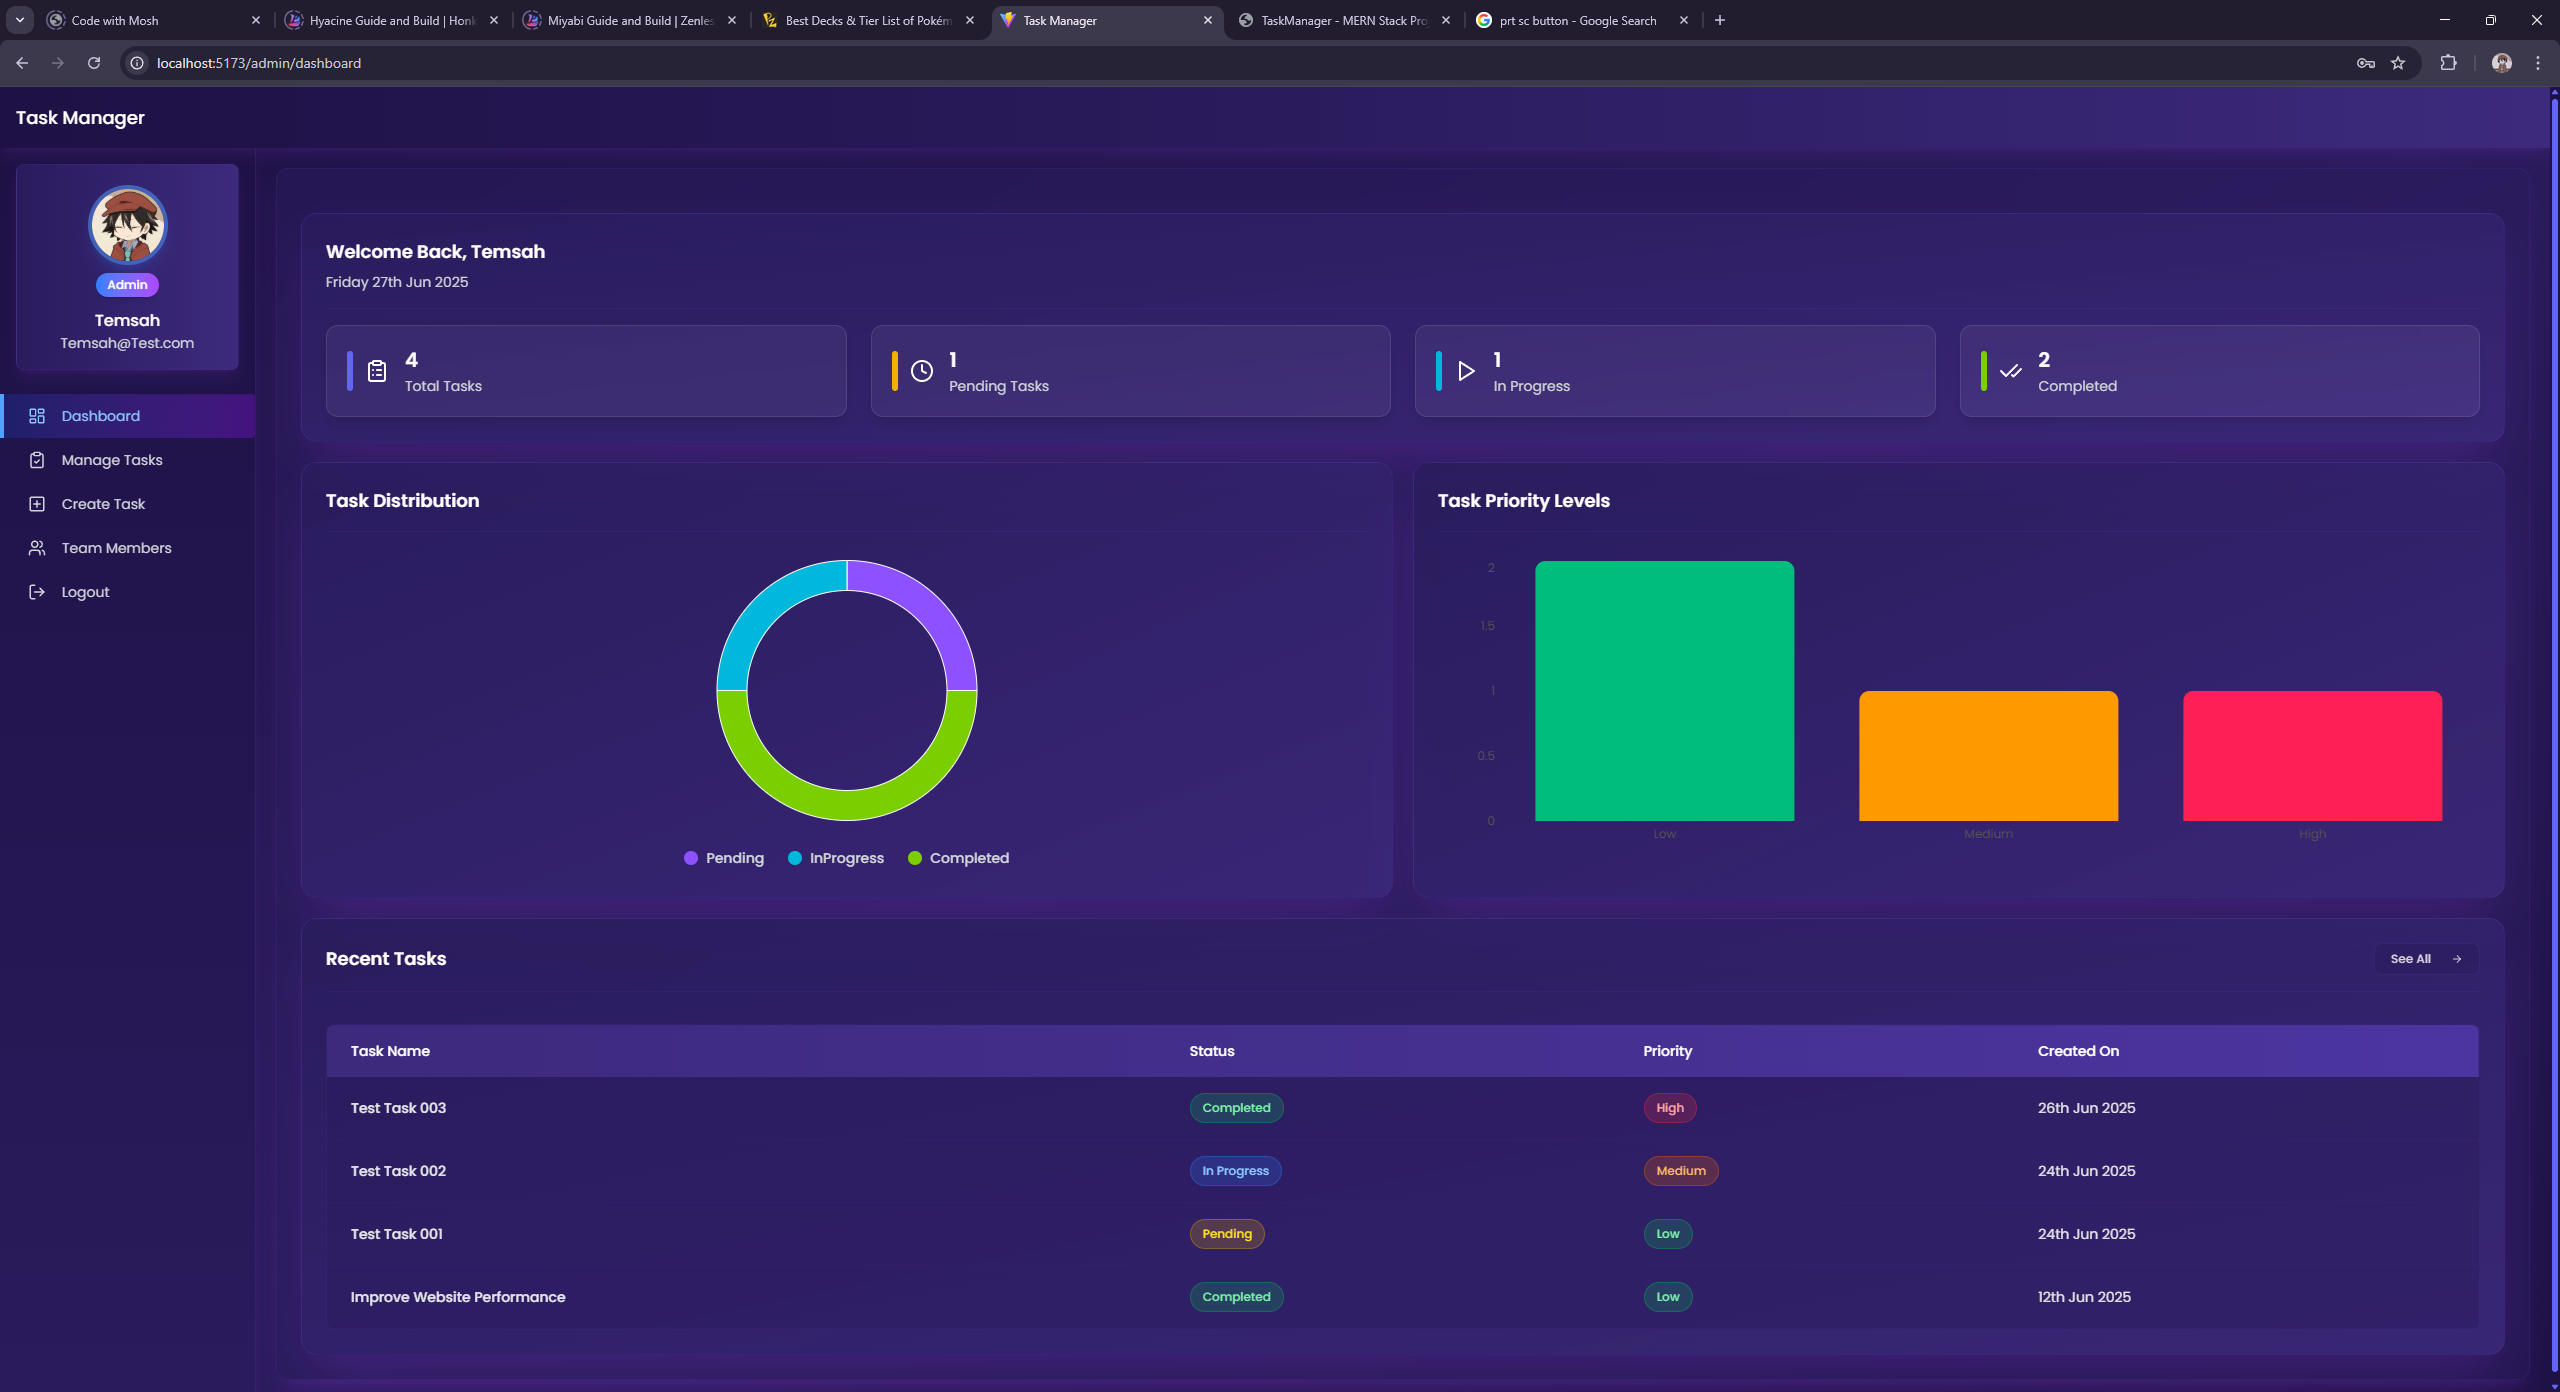 Code with Mosh
Hyacine Guide and Build | Honk
Miyabi Guide and Build | Zenles
Best Decks & Tier List of Pokém
Task Manager
TaskManager - MERN Stack Pro
prt sc button - Google Search
localhost:5173/admin/dashboard
Task Manager
Admin
Temsah
Temsah@Test.com
Dashboard
Manage Tasks
Create Task
Team Members
Logout
Welcome Back, Temsah
Friday 27th Jun 2025
4
Total Tasks
1
Pending Tasks
1
In Progress
2
Completed
Task Distribution
Pending
InProgress
Completed
Task Priority Levels
2
1.5
1
0.5
0
Low
Medium
High
Recent Tasks
See All
Task Name Status Priority Created On
Test Task 003 Completed High 26th Jun 2025
Test Task 002 In Progress Medium 24th Jun 2025
Test Task 001 Pending Low 24th Jun 2025
Improve Website Performance Completed Low 12th Jun 2025